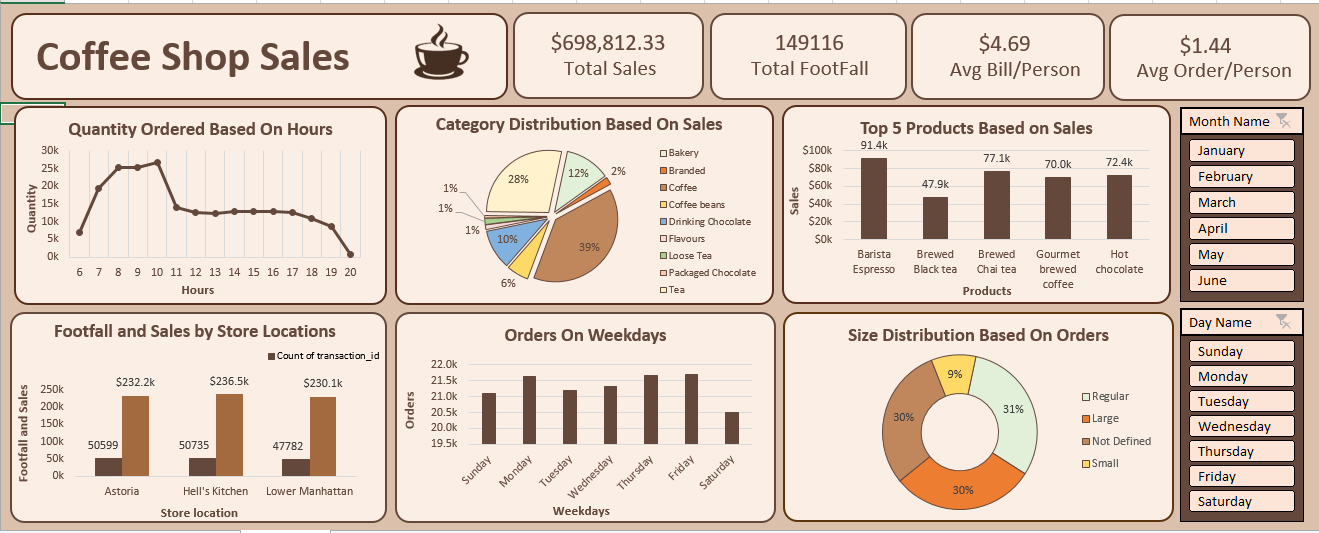 Coffee Shop Sales
$698,812.33
Total Sales
149116
Total FootFall
$4.69
Avg Bill/Person
$1.44
Avg Order/Person
Quantity Ordered Based On Hours
30k
25k
20k
15k
10k
5k
0k
Quantity
6 7 8 9 10 11 12 13 14 15 16 17 18 19 20
Hours
Category Distribution Based On Sales
28%
12%
2%
39%
6%
10%
1%
1%
1%
Bakery
Branded
Coffee
Coffee beans
Drinking Chocolate
Flavours
Loose Tea
Packaged Chocolate
Tea
Top 5 Products Based on Sales
$100k
$80k
$60k
$40k
$20k
$0k
Sales
91.4k
47.9k
77.1k
70.0k
72.4k
Barista
Espresso
Brewed
Black tea
Brewed
Chai tea
Gourmet
brewed
coffee
Hot
chocolate
Products
Month Name
January
February
March
April
May
June
Footfall and Sales by Store Locations
Count of transaction_id
250k
200k
150k
100k
50k
0k
Footfall and Sales
50599
$232.2k
50735
$236.5k
47782
$230.1k
Astoria
Hell's Kitchen
Lower Manhattan
Store location
Orders On Weekdays
22.0k
21.5k
21.0k
20.5k
20.0k
19.5k
Orders
Sunday
Monday
Tuesday
Wednesday
Thursday
Friday
Saturday
Weekdays
Size Distribution Based On Orders
9%
31%
30%
30%
Regular
Large
Not Defined
Small
Day Name
Sunday
Monday
Tuesday
Wednesday
Thursday
Friday
Saturday